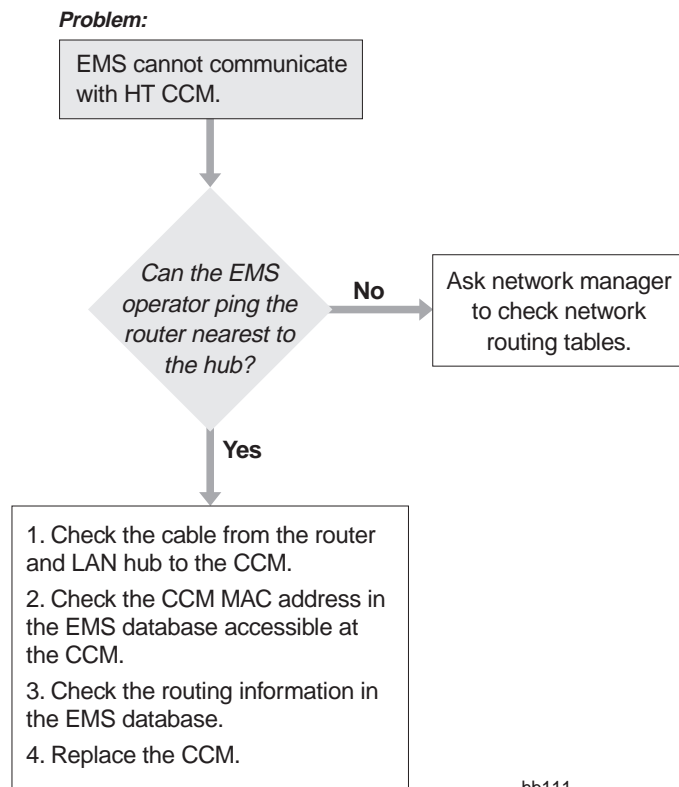 Problem:
EMS cannot communicate
with HT CCM.
Can the EMS
operator ping the
router nearest to
the hub?
No
Ask network manager
to check network
routing tables.
Yes
1. Check the cable from the router
and LAN hub to the CCM.
2. Check the CCM MAC address in
the EMS database accessible at
the CCM.
3. Check the routing information in
the EMS database.
4. Replace the CCM.
hb111